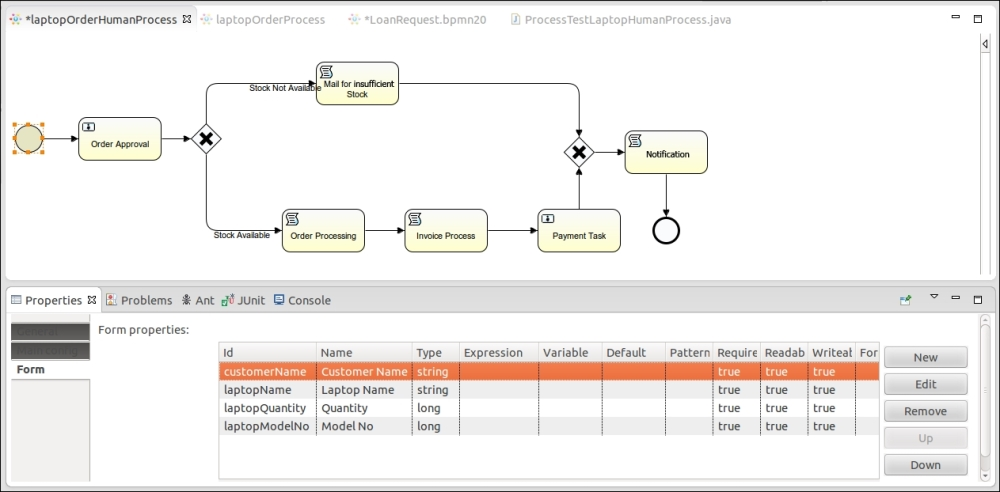 *laptopOrderHumanProcess laptopOrderProcess *LoanRequest.bpmn20 ProcessTestLaptopHumanProcess.java
Stock Not Available
Mail for insufficient
Stock
Order Approval
Notification
Stock Available
Order Processing
Invoice Process
Payment Task
Properties Problems Ant JUnit Console
General
Form
Form properties:
Id Name Type Expression Variable Default Pattern Require Readab Writeab For
customerName Customer Name string true true true
laptopName Laptop Name string true true true
laptopQuantity Quantity long true true true
laptopModelNo Model No long true true true
New
Edit
Remove
Up
Down